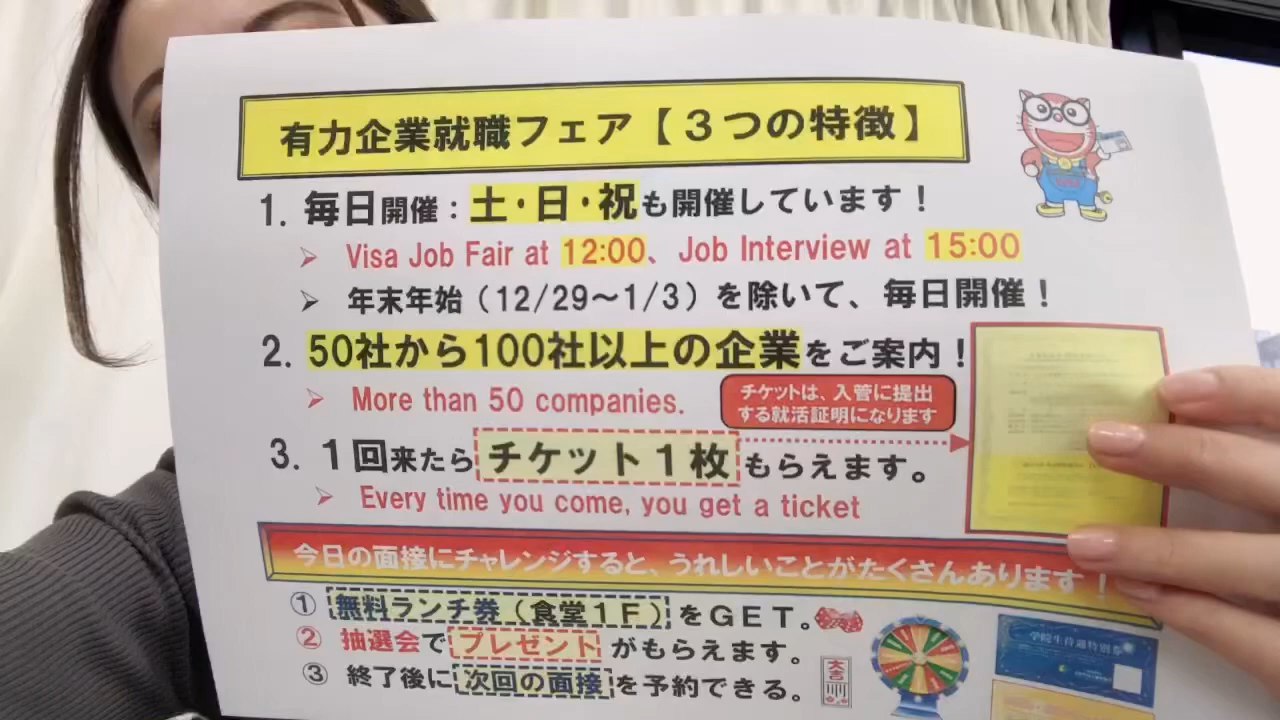 有力企業就職フェア【３つの特徴】
1. 毎日開催：土・日・祝も開催しています！
➢ Visa Job Fair at 12:00、Job Interview at 15:00
➢ 年末年始（12/29～1/3）を除いて、毎日開催！
2. 50社から100社以上の企業をご案内！
➢ More than 50 companies.
チケットは、入管に提出
する就活証明になります
3. １回来たらチケット１枚もらえます。
➢ Every time you come, you get a ticket
今日の面接にチャレンジすると、うれしいことがたくさんあります！
① 無料ランチ券（食堂１Ｆ）をＧＥＴ。
② 抽選会でプレゼントがもらえます。
③ 終了後に次回の面接を予約できる。
大吉
学院生待遇特別券